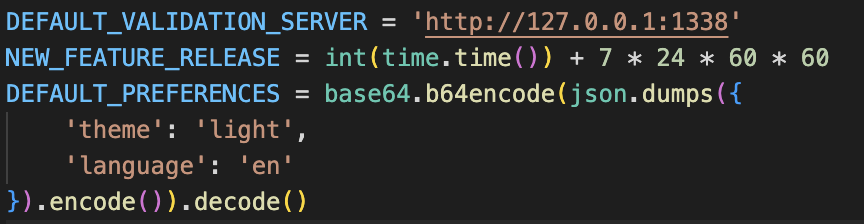 DEFAULT_VALIDATION_SERVER = 'http://127.0.0.1:1338'
NEW_FEATURE_RELEASE = int(time.time()) + 7 * 24 * 60 * 60
DEFAULT_PREFERENCES = base64.b64encode(json.dumps({
    'theme': 'light',
    'language': 'en'
}).encode()).decode()